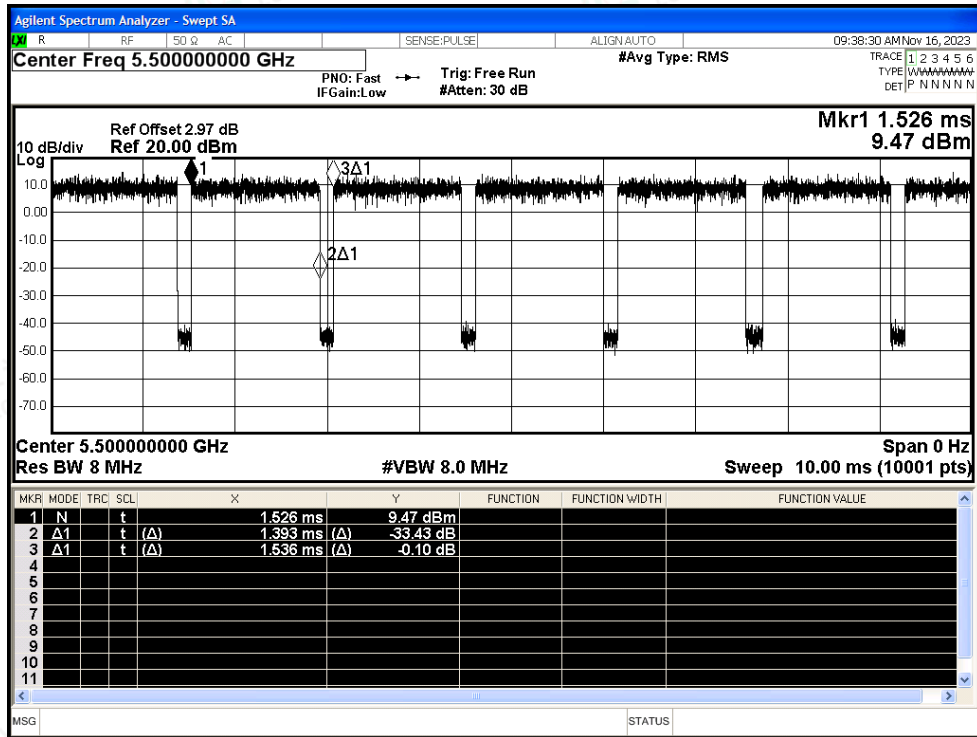 Agilent Spectrum Analyzer - Swept SA
LXI R RF 50 Ω AC SENSE:PULSE ALIGN AUTO 09:38:30 AM Nov 16, 2023
Center Freq 5.500000000 GHz #Avg Type: RMS TRACE 1 2 3 4 5 6
PNO: Fast Trig: Free Run TYPE WWWWWW
IFGain:Low #Atten: 30 dB DET P N N N N N
Mkr1 1.526 ms
Ref Offset 2.97 dB
10 dB/div Ref 20.00 dBm 9.47 dBm
Log
1
3Δ1
2Δ1
10.0
0.00
-10.0
-20.0
-30.0
-40.0
-50.0
-60.0
-70.0
Center 5.500000000 GHz Span 0 Hz
Res BW 8 MHz #VBW 8.0 MHz Sweep 10.00 ms (10001 pts)
MKR MODE TRC SCL X Y FUNCTION FUNCTION WIDTH FUNCTION VALUE
1 N t 1.526 ms 9.47 dBm
2 Δ1 t (Δ) 1.393 ms (Δ) -33.43 dB
3 Δ1 t (Δ) 1.536 ms (Δ) -0.10 dB
4
5
6
7
8
9
10
11
MSG STATUS